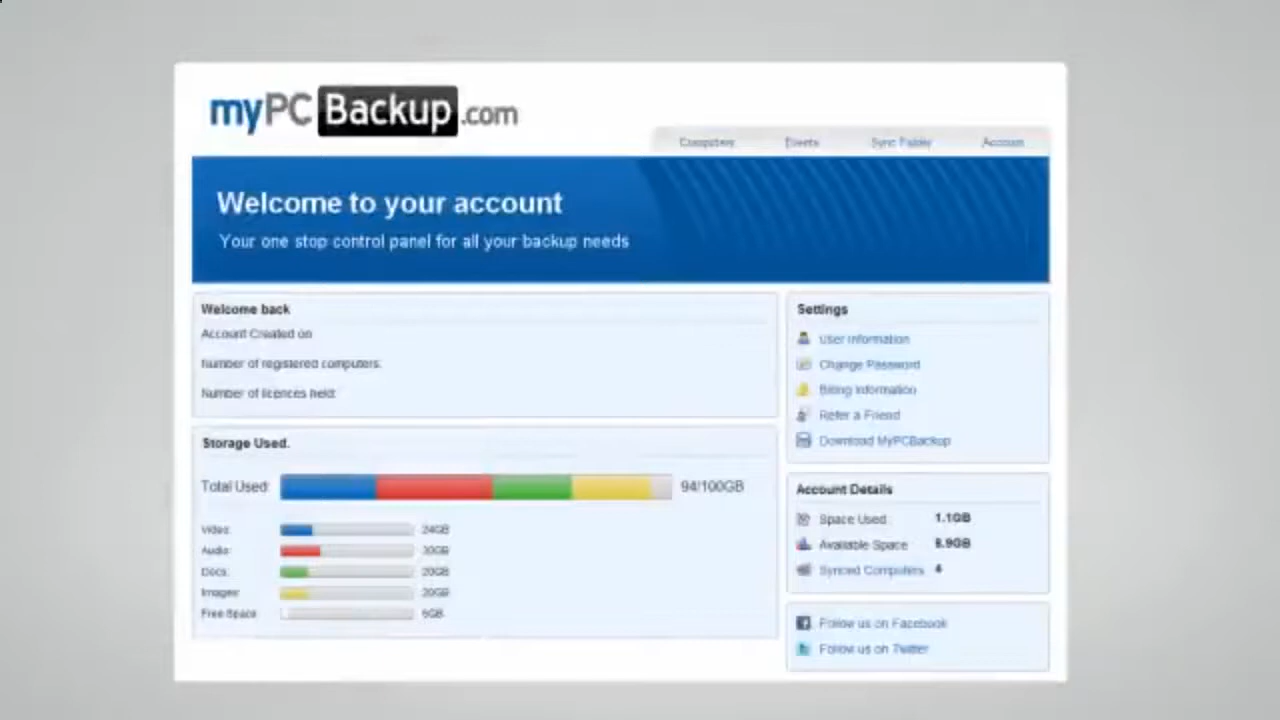 myPCBackup.com
Computers Events Sync Folder Account
Welcome to your account
Your one stop control panel for all your backup needs
Welcome back
Account Created on
Number of registered computers:
Number of licences held:
Storage Used.
Total Used: 94/100GB
Video: 24GB
Audio: 30GB
Docs: 20GB
Images: 20GB
Free Space: 6GB
Settings
User Information
Change Password
Billing Information
Refer a Friend
Download MyPCBackup
Account Details
Space Used: 1.1GB
Available Space 8.9GB
Synced Computers 4
Follow us on Facebook
Follow us on Twitter